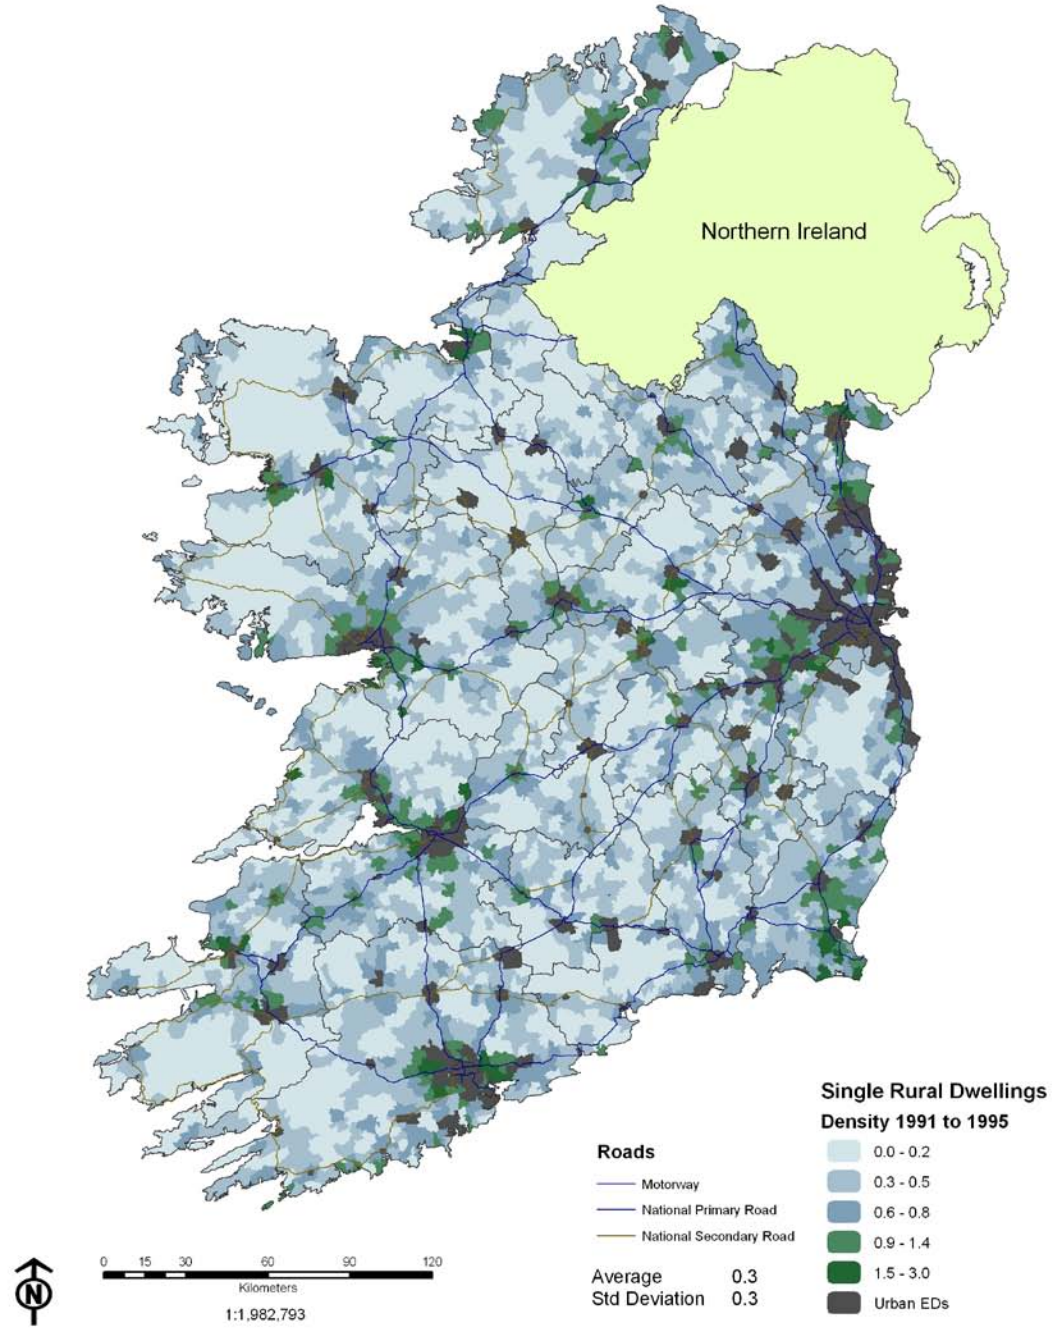 Northern Ireland
Single Rural Dwellings
Density 1991 to 1995
0.0 - 0.2
0.3 - 0.5
0.6 - 0.8
0.9 - 1.4
1.5 - 3.0
Urban EDs
Roads
Motorway
National Primary Road
National Secondary Road
Average 0.3
Std Deviation 0.3
0 15 30 60 90 120
Kilometers
1:1,982,793
N